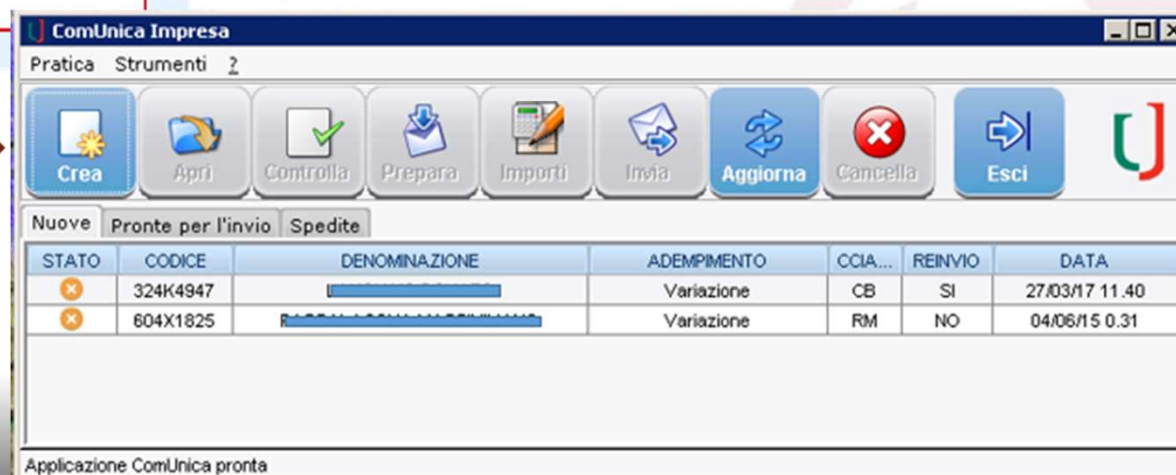 ComUnica Impresa
Pratica Strumenti ?
Crea Apri Controlla Prepara Importi Invia Aggiorna Cancella Esci
Nuove Pronte per l'invio Spedite
STATO CODICE DENOMINAZIONE ADEMPIMENTO CCIA... REINVIO DATA
324K4947 Variazione CB SI 27/03/17 11.40
604X1825 Variazione RM NO 04/06/15 0.31
Applicazione ComUnica pronta